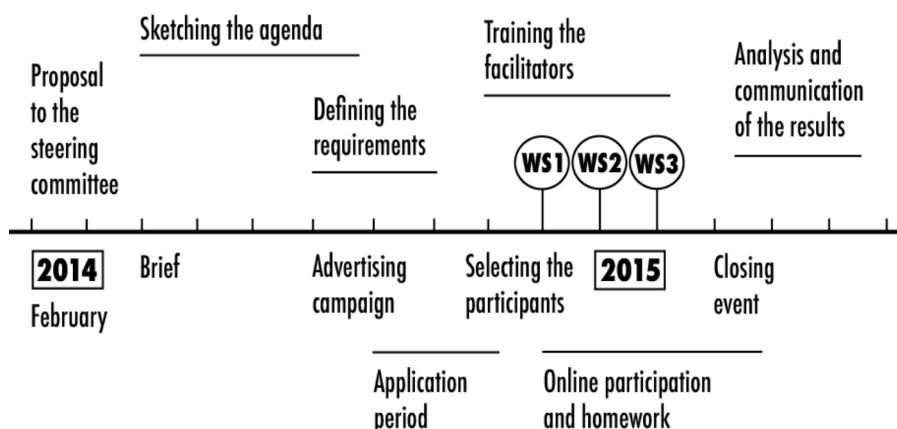 Sketching the agenda
Training the
facilitators
Analysis and
communication
of the results
Proposal
to the
steering
committee
Defining the
requirements
WS1
WS2
WS3
2014
February
Brief
Advertising
campaign
Selecting the
participants
2015
Closing
event
Application
period
Online participation
and homework